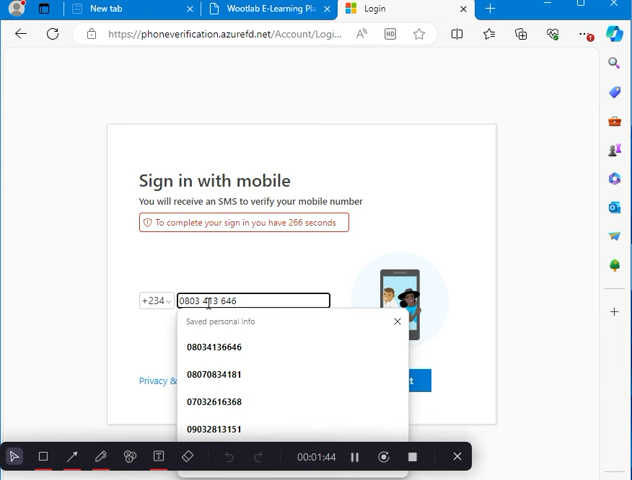 New tab
Wootlab E-Learning Pla
Login
https://phoneverification.azurefd.net/Account/Logi...
Sign in with mobile
You will receive an SMS to verify your mobile number
To complete your sign in you have 266 seconds
+234
0803 413 646
Saved personal info
08034136646
08070834181
07032616368
09032813151
Privacy &
t
00:01:44